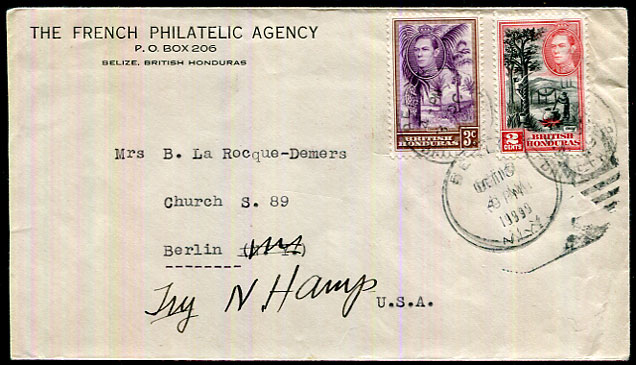 THE FRENCH PHILATELIC AGENCY
P. O. BOX 206
BELIZE, BRITISH HONDURAS
3c
BRITISH
HONDURAS
2
CENTS
BRITISH
HONDURAS
Mrs B. La Rocque-Demers
Church S. 89
Berlin
Try N. Hamp
U.S.A.